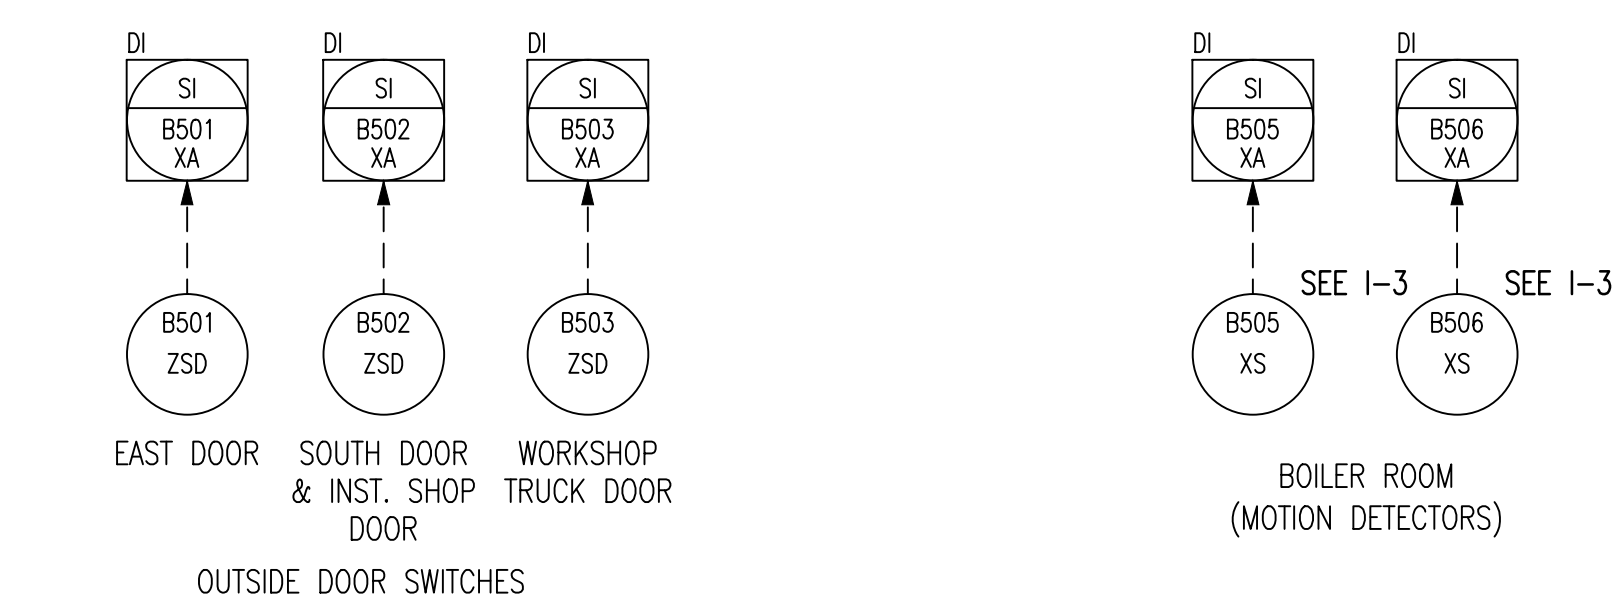 DI
DI
DI
DI
DI
SI
SI
SI
SI
SI
B501
B502
B503
B505
B506
XA
XA
XA
XA
XA
SEE I-3
SEE I-3
B501
B502
B503
B505
B506
ZSD
ZSD
ZSD
XS
XS
EAST DOOR
SOUTH DOOR
& INST. SHOP
DOOR
WORKSHOP
TRUCK DOOR
BOILER ROOM
(MOTION DETECTORS)
OUTSIDE DOOR SWITCHES